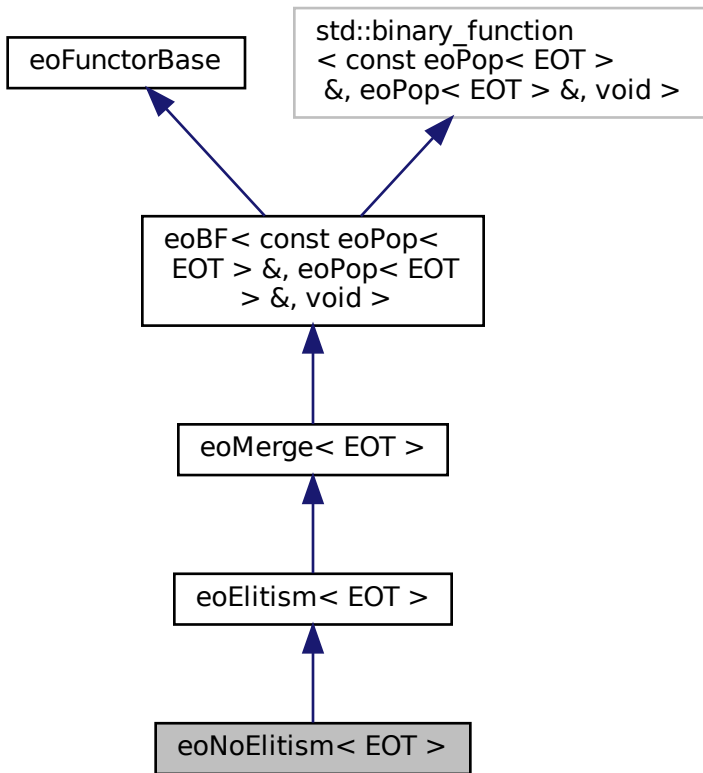 eoFunctorBase
std::binary_function
< const eoPop< EOT >
&, eoPop< EOT > &, void >
eoBF< const eoPop<
EOT > &, eoPop< EOT
> &, void >
eoMerge< EOT >
eoElitism< EOT >
eoNoElitism< EOT >